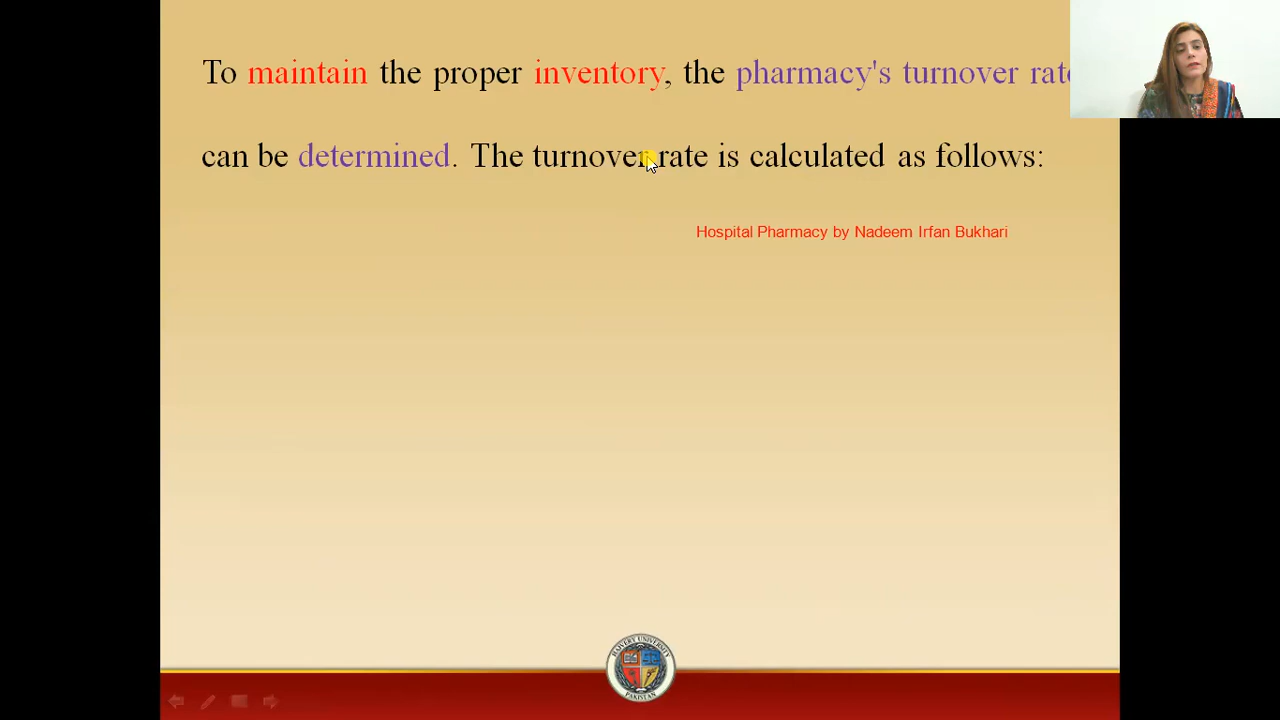 To maintain the proper inventory, the pharmacy's turnover rate
can be determined. The turnover rate is calculated as follows:
Hospital Pharmacy by Nadeem Irfan Bukhari
PAKISTAN